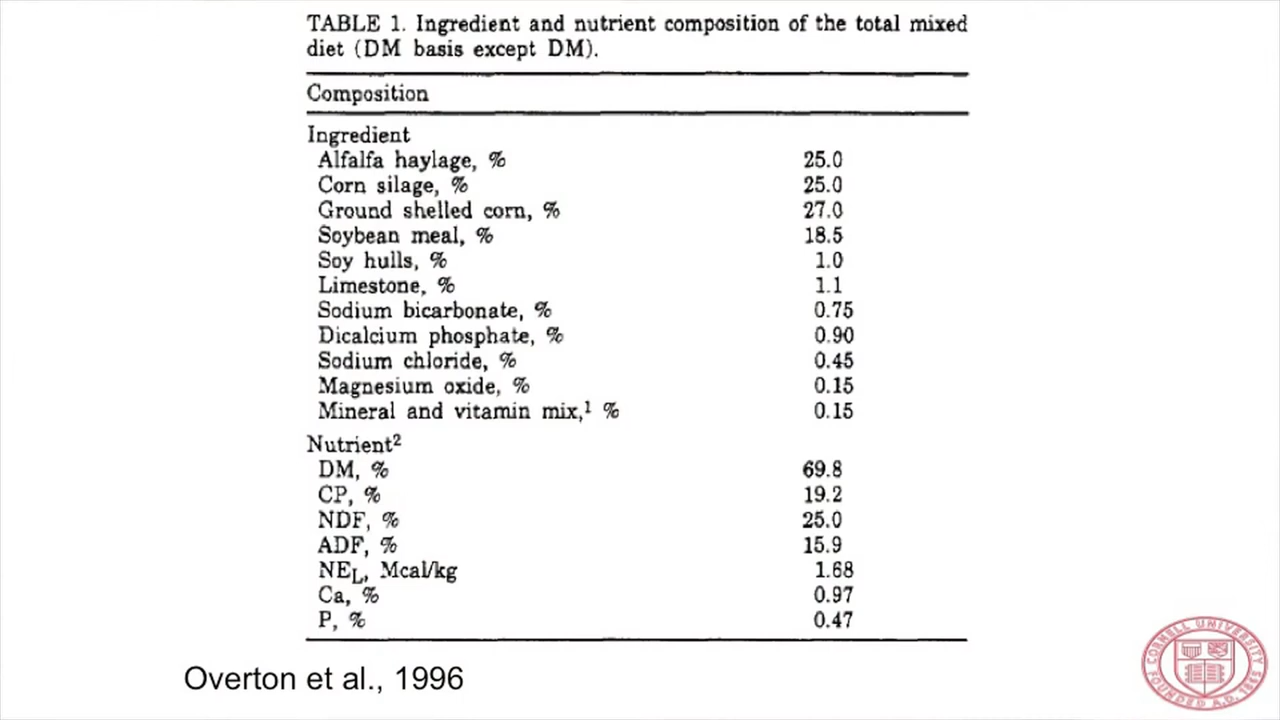 TABLE 1. Ingredient and nutrient composition of the total mixed
diet (DM basis except DM).
Composition
Ingredient
Alfalfa haylage, % 25.0
Corn silage, % 25.0
Ground shelled corn, % 27.0
Soybean meal, % 18.5
Soy hulls, % 1.0
Limestone, % 1.1
Sodium bicarbonate, % 0.75
Dicalcium phosphate, % 0.90
Sodium chloride, % 0.45
Magnesium oxide, % 0.15
Mineral and vitamin mix,¹ % 0.15
Nutrient²
DM, % 69.8
CP, % 19.2
NDF, % 25.0
ADF, % 15.9
NEL, Mcal/kg 1.68
Ca, % 0.97
P, % 0.47
Overton et al., 1996
CORNELL UNIVERSITY
FOUNDED A.D. 1865